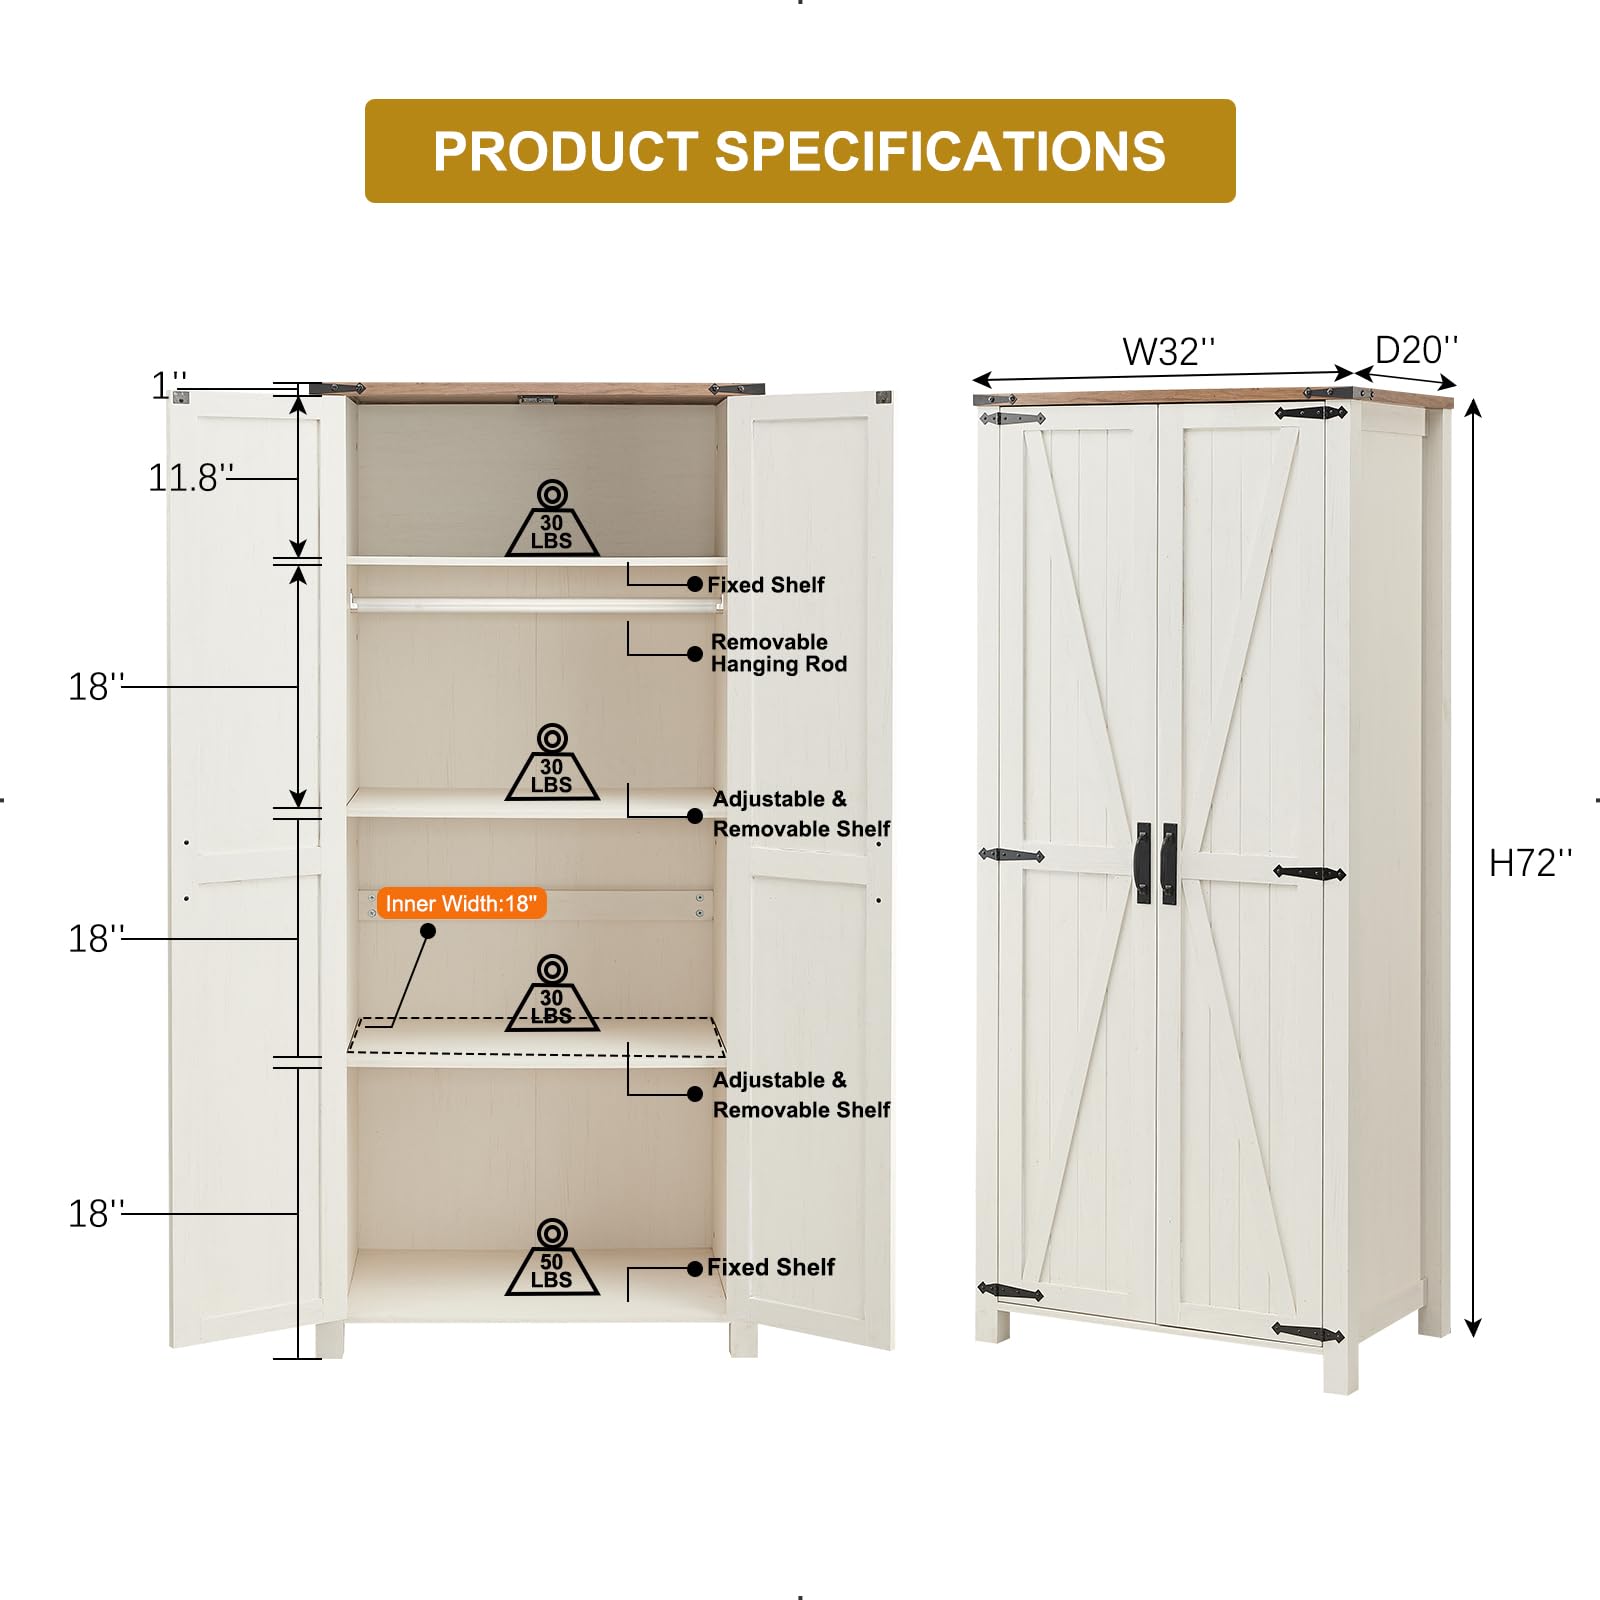 PRODUCT SPECIFICATIONS
1''
11.8''
18''
18''
18''
30
LBS
Fixed Shelf
Removable
Hanging Rod
30
LBS
Adjustable &
Removable Shelf
Inner Width:18"
30
LBS
Adjustable &
Removable Shelf
50
LBS
Fixed Shelf
W32''
D20''
H72''